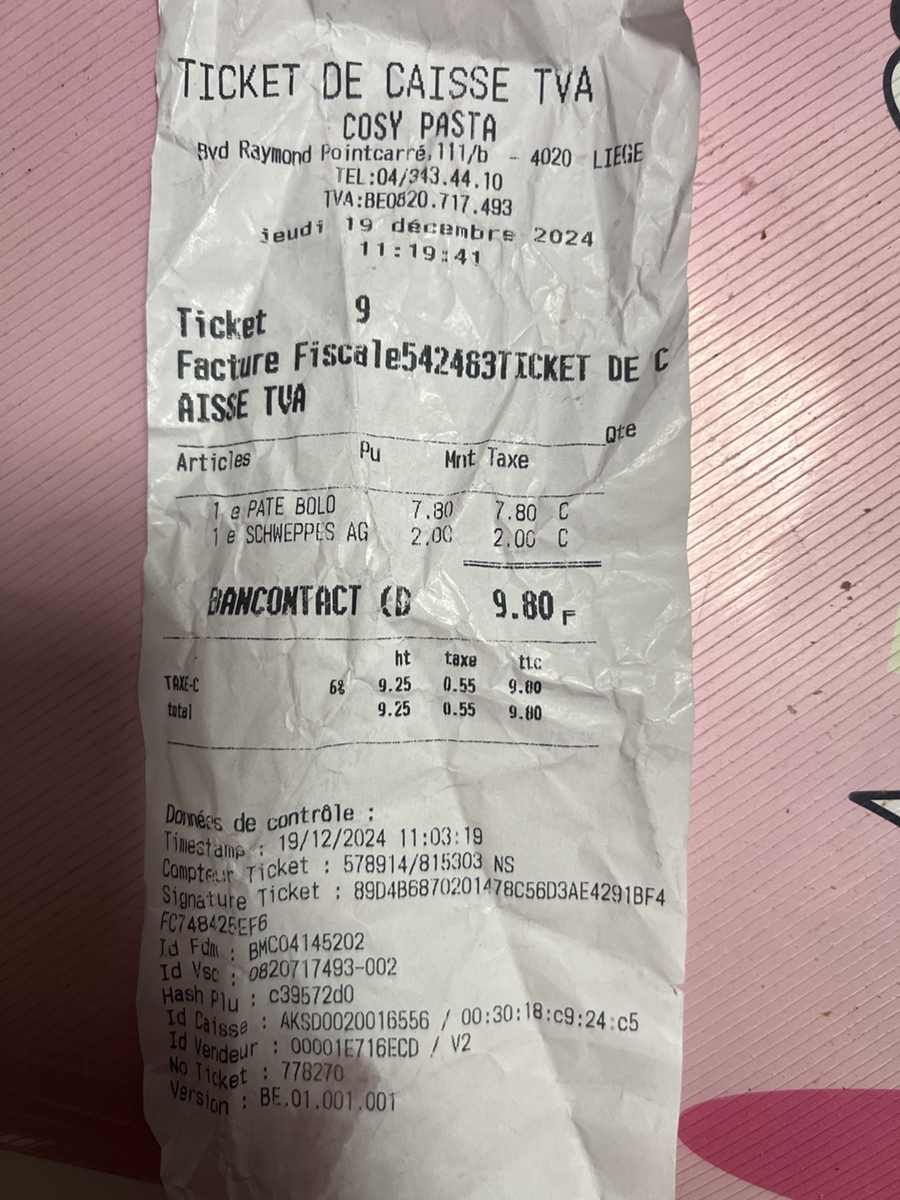 TICKET DE CAISSE TVA
COSY PASTA
Bvd Raymond Pointcarré,111/b - 4020 LIEGE
TEL:04/343.44.10
TVA:BE0820.717.493
jeudi 19 décembre 2024
11:19:41
Ticket 9
Facture Fiscale542483TICKET DE C
AISSE TVA
Qte
Articles Pu Mnt Taxe
1 e PATE BOLO 7.80 7.80 C
1 e SCHWEPPES AG 2.00 2.00 C
BANCONTACT (D 9.80 F
ht taxe ttc
TAXE-C 6% 9.25 0.55 9.80
total 9.25 0.55 9.80
Données de contrôle :
Timestamp : 19/12/2024 11:03:19
Compteur Ticket : 578914/815303 NS
Signature Ticket : 89D4B6870201478C56D3AE4291BF4
FC748425EF6
Id Fdm : BMC04145202
Id Vsc : o820717493-002
Hash Plu : c39572d0
Id Caisse : AKSD0020016556 / 00:30:18:c9:24:c5
Id Vendeur : 00001E716ECD / V2
No Ticket : 778270
Version : BE.01.001.001